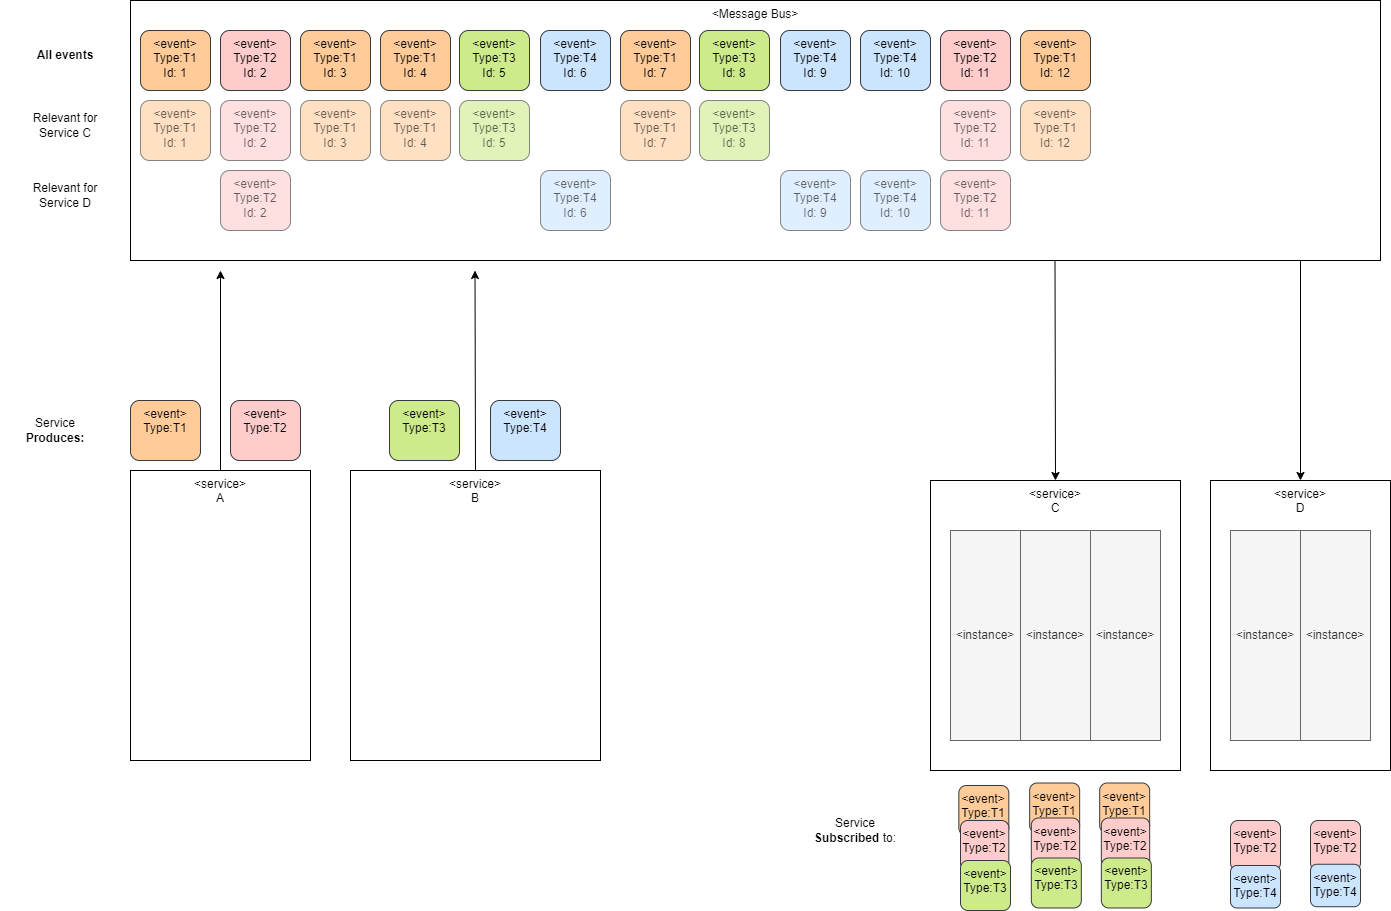 <Message Bus>
All events
<event>
Type:T1
Id: 1
<event>
Type:T2
Id: 2
<event>
Type:T1
Id: 3
<event>
Type:T1
Id: 4
<event>
Type:T3
Id: 5
<event>
Type:T4
Id: 6
<event>
Type:T1
Id: 7
<event>
Type:T3
Id: 8
<event>
Type:T4
Id: 9
<event>
Type:T4
Id: 10
<event>
Type:T2
Id: 11
<event>
Type:T1
Id: 12
Relevant for
Service C
<event>
Type:T1
Id: 1
<event>
Type:T2
Id: 2
<event>
Type:T1
Id: 3
<event>
Type:T1
Id: 4
<event>
Type:T3
Id: 5
<event>
Type:T1
Id: 7
<event>
Type:T3
Id: 8
<event>
Type:T2
Id: 11
<event>
Type:T1
Id: 12
Relevant for
Service D
<event>
Type:T2
Id: 2
<event>
Type:T4
Id: 6
<event>
Type:T4
Id: 9
<event>
Type:T4
Id: 10
<event>
Type:T2
Id: 11
Service
Produces:
<event>
Type:T1
<event>
Type:T2
<event>
Type:T3
<event>
Type:T4
<service>
A
<service>
B
<service>
C
<instance>
<instance>
<instance>
<service>
D
<instance>
<instance>
Service
Subscribed to:
<event>
Type:T1
<event>
Type:T2
<event>
Type:T3
<event>
Type:T1
<event>
Type:T2
<event>
Type:T3
<event>
Type:T1
<event>
Type:T2
<event>
Type:T3
<event>
Type:T2
<event>
Type:T4
<event>
Type:T2
<event>
Type:T4